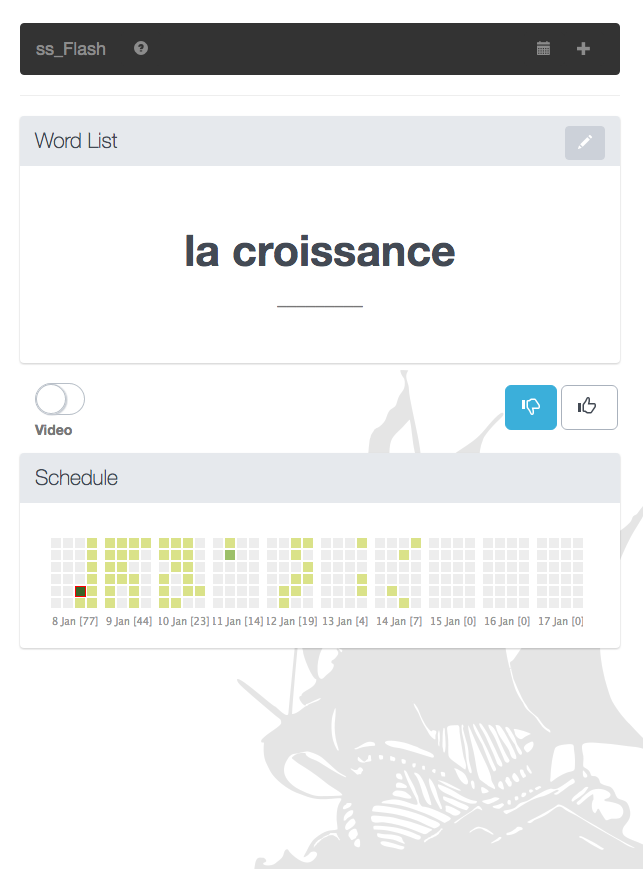 ss_Flash
Word List
la croissance
Video
Schedule
8 Jan [77] 9 Jan [44] 10 Jan [23] 11 Jan [14] 12 Jan [19] 13 Jan [4] 14 Jan [7] 15 Jan [0] 16 Jan [0] 17 Jan [0]